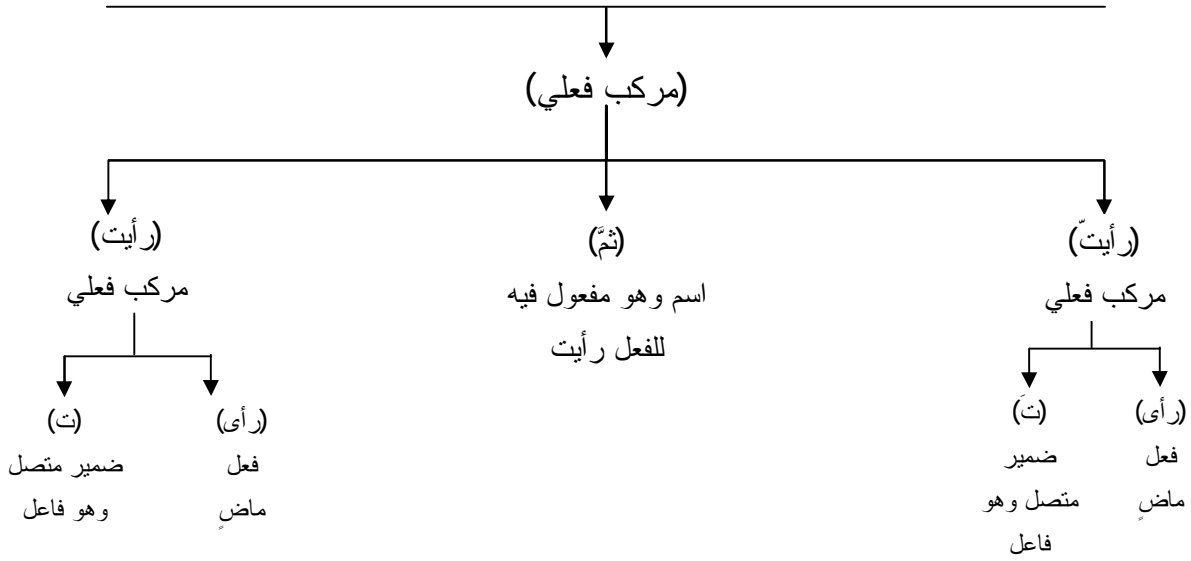 (مركب فعلي)
(رأيتّ)
مركب فعلي
(رأى)
فعل
ماضٍ
(تَ)
ضمير
متصل وهو
فاعل
(ثمَّ)
اسم وهو مفعول فيه
للفعل رأيت
(رأيت)
مركب فعلي
(رأى)
فعل
ماضٍ
(ت)
ضمير متصل
وهو فاعل